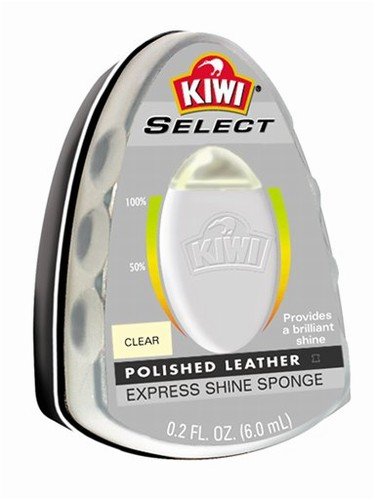 KIWI®
SELECT
100%
KIWI
50%
Provides
a brilliant
shine
CLEAR
POLISHED LEATHER
EXPRESS SHINE SPONGE
0.2 FL. OZ. (6.0 mL)